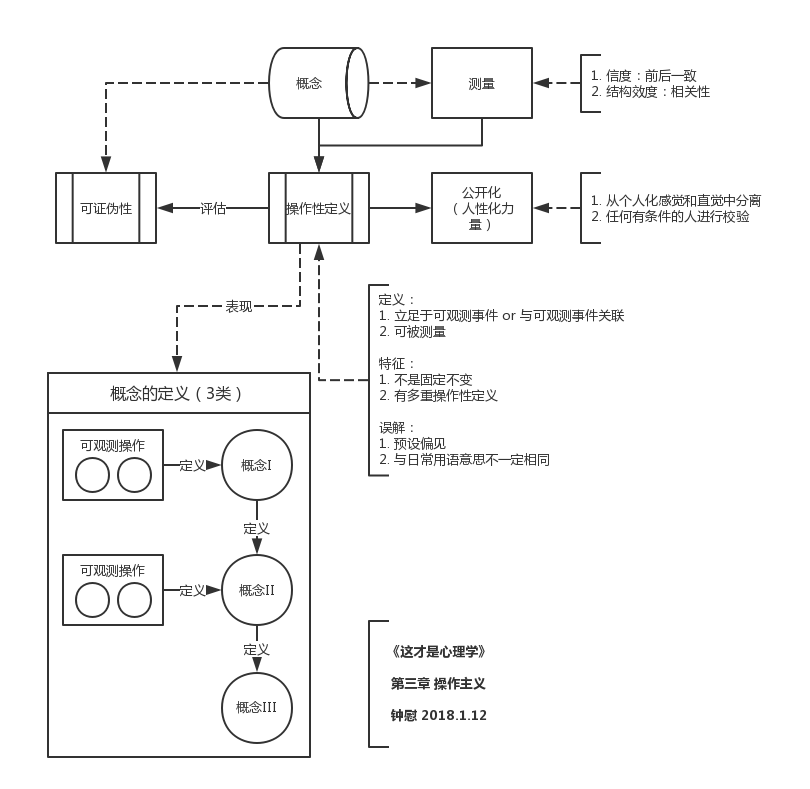 概念
测量
1. 信度：前后一致
2. 结构效度：相关性
可证伪性
评估
操作性定义
公开化
（人性化力
量）
1. 从个人化感觉和直觉中分离
2. 任何有条件的人进行校验
表现
定义：
1. 立足于可观测事件 or 与可观测事件关联
2. 可被测量
特征：
1. 不是固定不变
2. 有多重操作性定义
误解：
1. 预设偏见
2. 与日常用语意思不一定相同
概念的定义（3类）
可观测操作
定义
概念I
定义
可观测操作
定义
概念II
定义
概念III
《这才是心理学》
第三章 操作主义
钟慰 2018.1.12